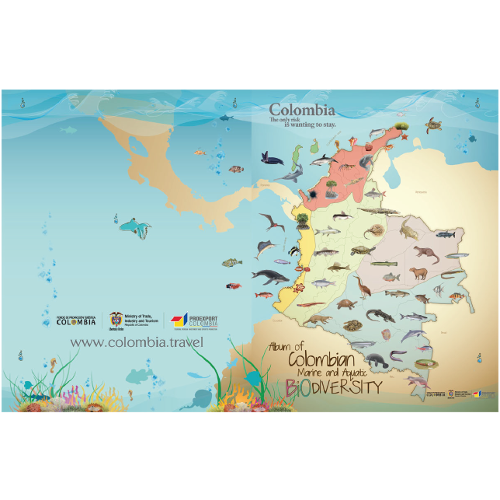 Colombia
The only risk
is wanting to stay.
COLOMBIA
Ministry of Trade,
Industry and Tourism
Republic of Colombia
PROEXPORT
COLOMBIA
www.colombia.travel
Album of
Colombian
Marine and Aquatic
BiODIVERSITY
COLOMBIA